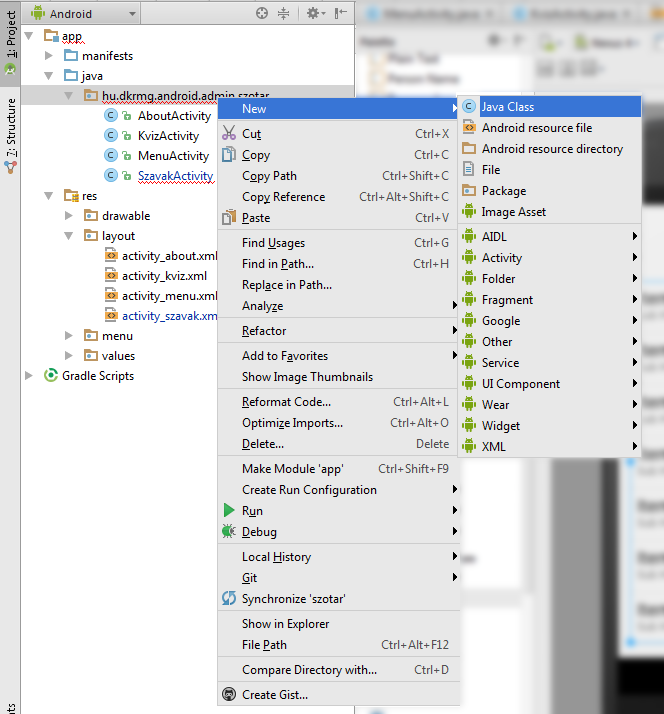 1: Project
7: Structure
Android
app
manifests
java
hu.dkrmg.android.admin.szotar
AboutActivity
KvizActivity
MenuActivity
SzavakActivity
res
drawable
layout
activity_about.xml
activity_kviz.xml
activity_menu.xml
activity_szavak.xm
menu
values
Gradle Scripts
New
Cut Ctrl+X
Copy Ctrl+C
Copy Path Ctrl+Shift+C
Copy Reference Ctrl+Alt+Shift+C
Paste Ctrl+V
Find Usages Ctrl+G
Find in Path... Ctrl+H
Replace in Path...
Analyze
Refactor
Add to Favorites
Show Image Thumbnails
Reformat Code... Ctrl+Alt+L
Optimize Imports... Ctrl+Alt+O
Delete... Delete
Make Module 'app' Ctrl+Shift+F9
Create Run Configuration
Run
Debug
Local History
Git
Synchronize 'szotar'
Show in Explorer
File Path Ctrl+Alt+F12
Compare Directory with... Ctrl+D
Create Gist...
Java Class
Android resource file
Android resource directory
File
Package
Image Asset
AIDL
Activity
Folder
Fragment
Google
Other
Service
UI Component
Wear
Widget
XML